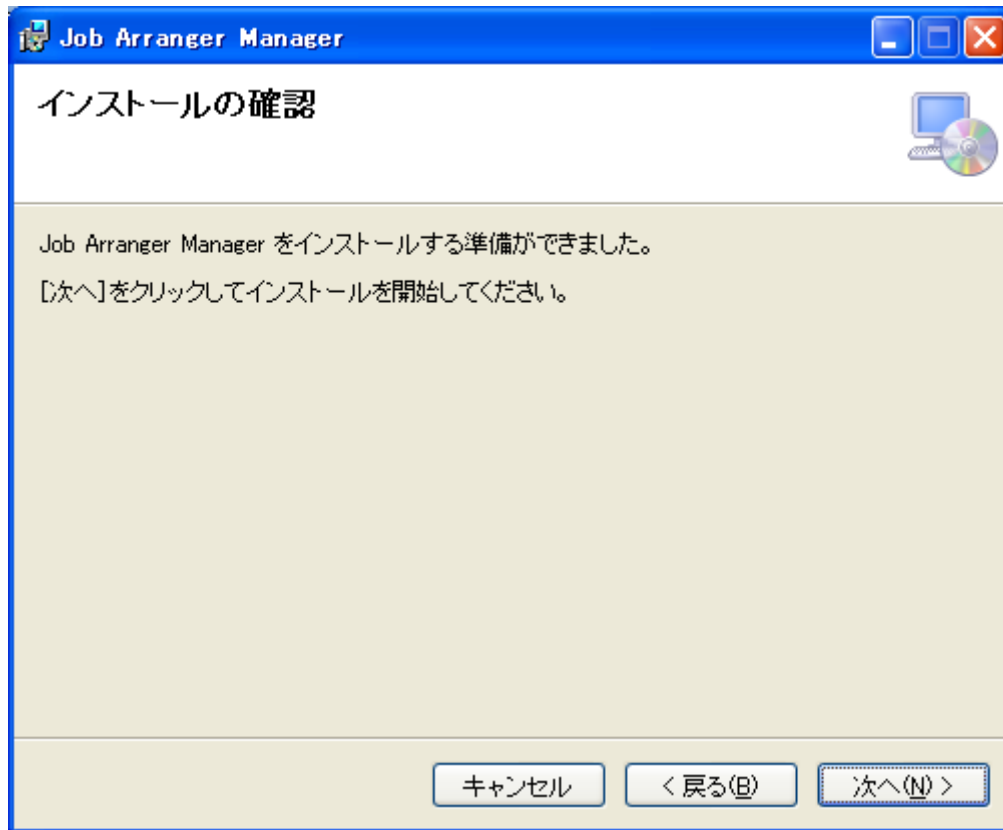 Job Arranger Manager
インストールの確認
Job Arranger Manager をインストールする準備ができました。
[次へ]をクリックしてインストールを開始してください。
キャンセル
< 戻る(B)
次へ(N) >